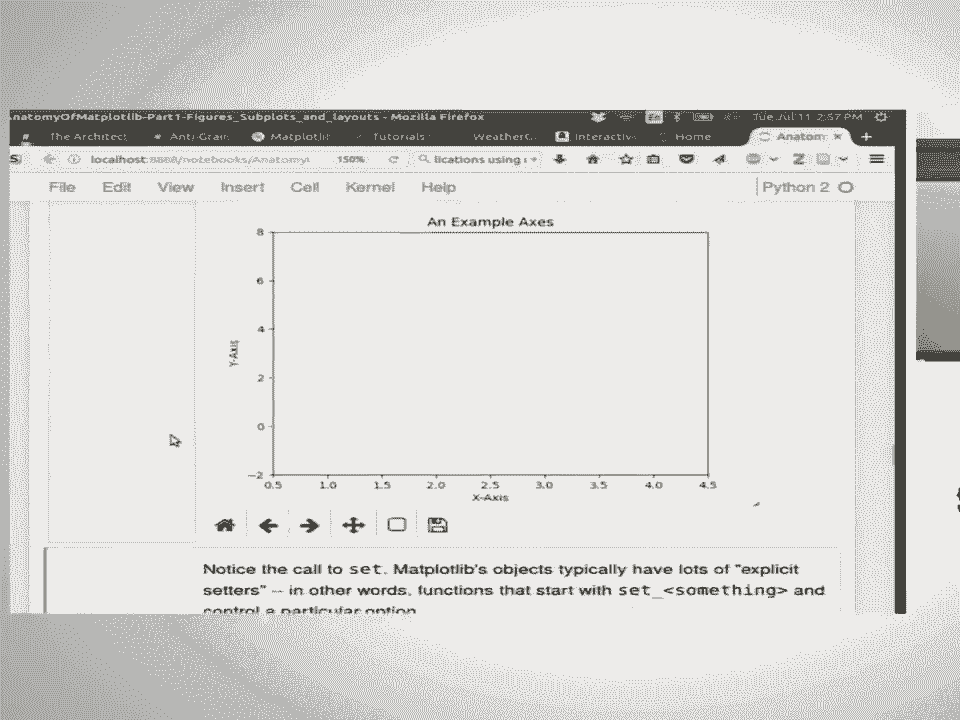 AnatomyOfMatplotlib-Part1-Figures_Subplots_and_layouts - Mozilla Firefox
Tue Jul 11 2:57 PM
The Architect
Anti-Grain
Matplotlib
Tutorials
WeatherC
Interactiv
Home
Anatom
localhost:8888/notebooks/Anatomy
150%
lications using
File Edit View Insert Cell Kernel Help
Python 2
An Example Axes
8
6
4
2
0
−2
Y-Axis
0.5 1.0 1.5 2.0 2.5 3.0 3.5 4.0 4.5
X-Axis
Notice the call to set. Matplotlib's objects typically have lots of "explicit
setters" -- in other words, functions that start with set_<something> and
control a particular option